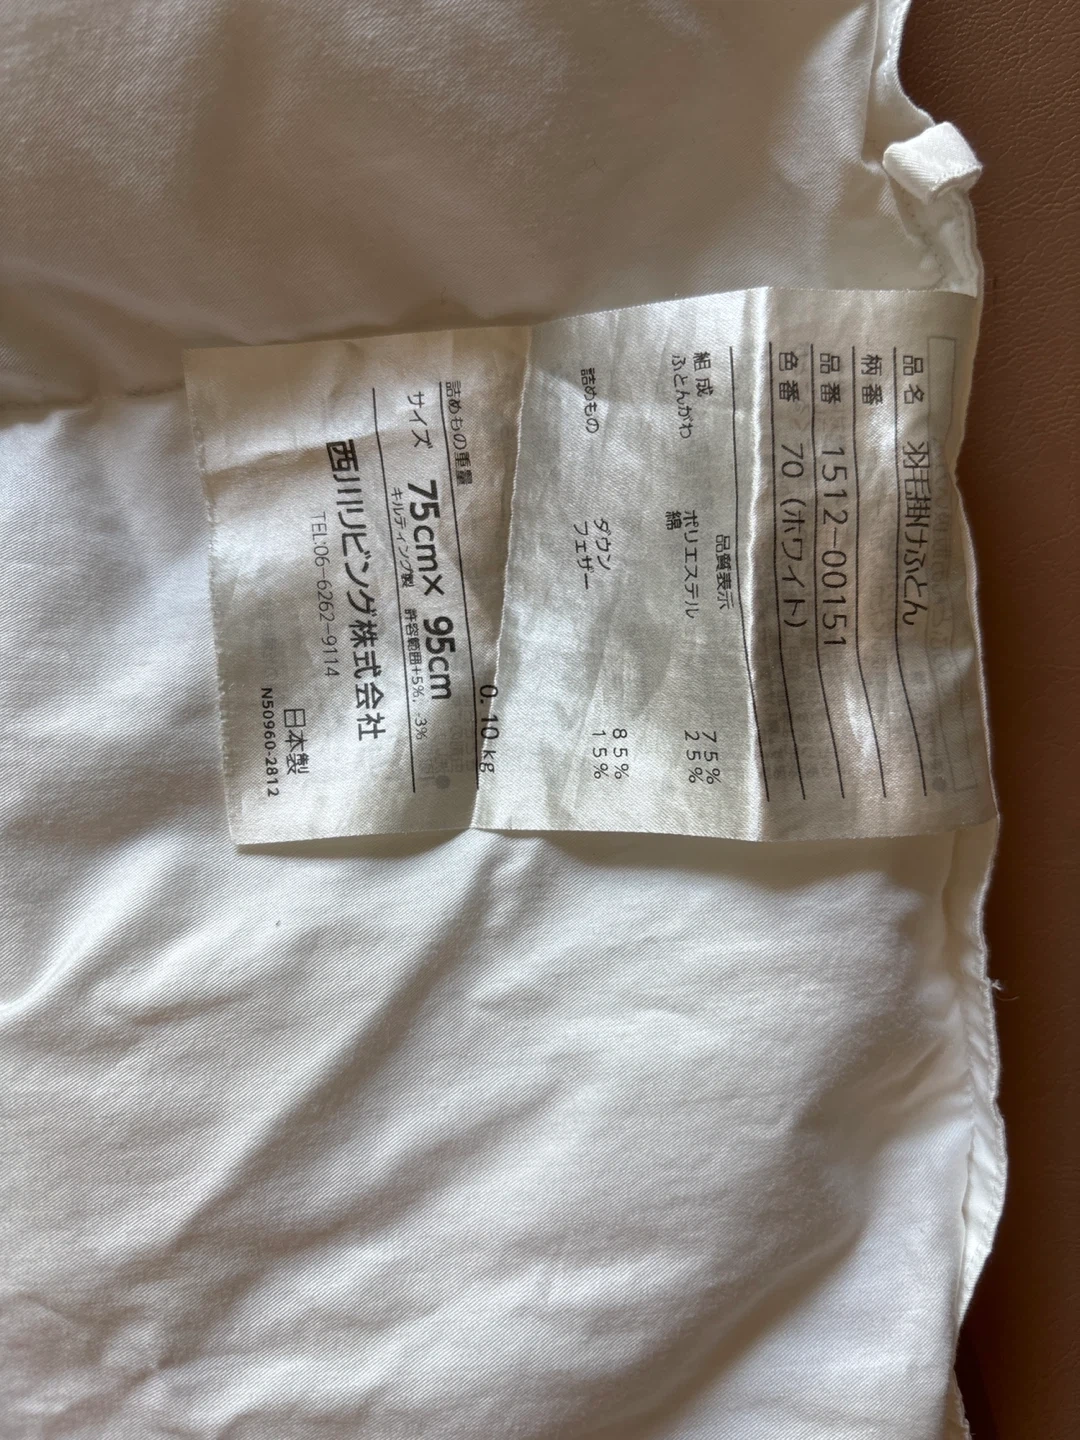 品名 羽毛掛けふとん
柄番
品番 1512-00151
色番 70（ホワイト）
品質表示
組成
ふとんがわ ポリエステル 75%
綿 25%
詰めもの ダウン 85%
フェザー 15%
詰めもの重量 0.10kg
サイズ 75cm×95cm
キルティング製 許容範囲+5%, -3%
西川リビング株式会社
TEL:06-6262-9114
日本製
N50960-2812